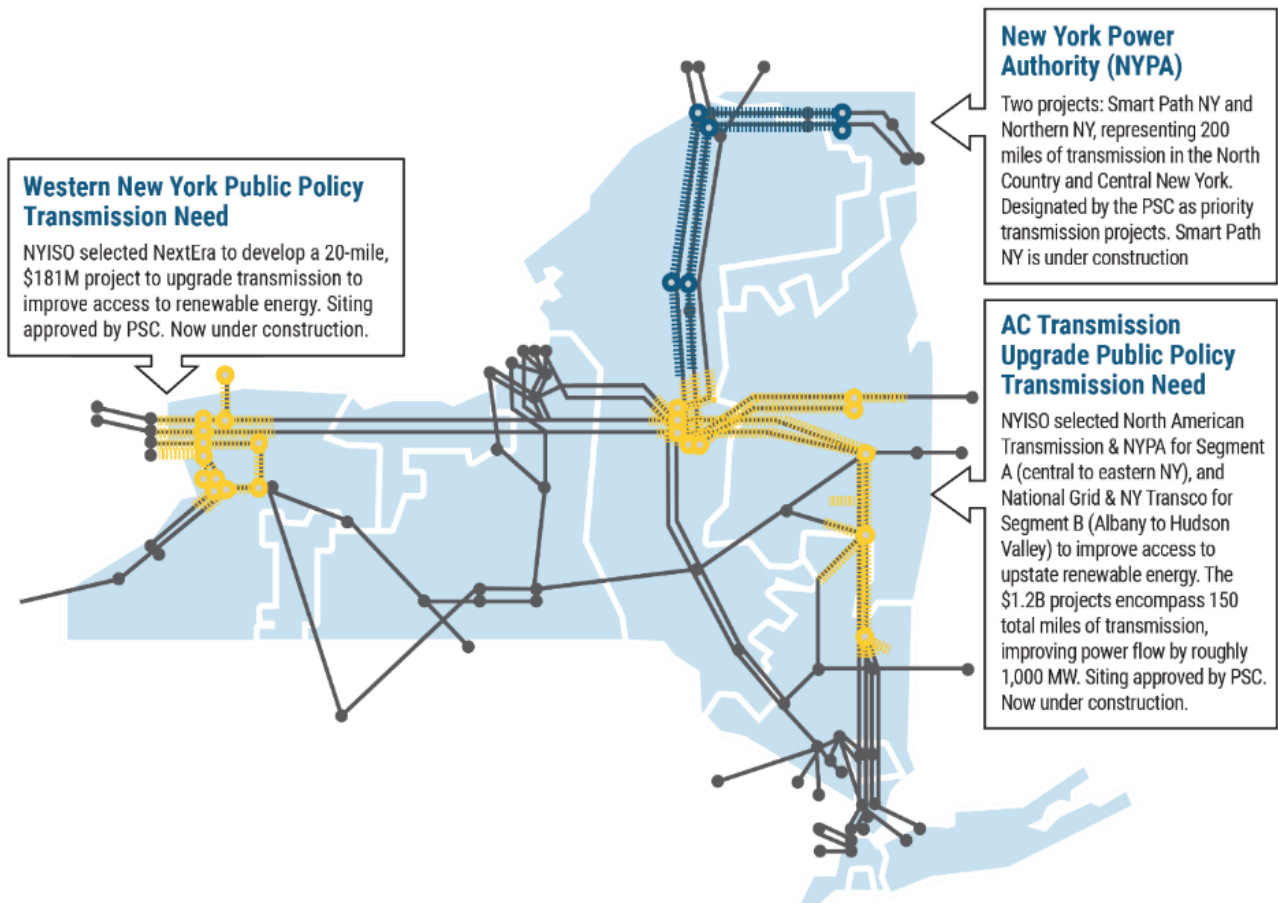 New York Power
Authority (NYPA)
Two projects: Smart Path NY and
Northern NY, representing 200
miles of transmission in the North
Country and Central New York.
Designated by the PSC as priority
transmission projects. Smart Path
NY is under construction
Western New York Public Policy
Transmission Need
NYISO selected NextEra to develop a 20-mile,
$181M project to upgrade transmission to
improve access to renewable energy. Siting
approved by PSC. Now under construction.
AC Transmission
Upgrade Public Policy
Transmission Need
NYISO selected North American
Transmission & NYPA for Segment
A (central to eastern NY), and
National Grid & NY Transco for
Segment B (Albany to Hudson
Valley) to improve access to
upstate renewable energy. The
$1.2B projects encompass 150
total miles of transmission,
improving power flow by roughly
1,000 MW. Siting approved by PSC.
Now under construction.